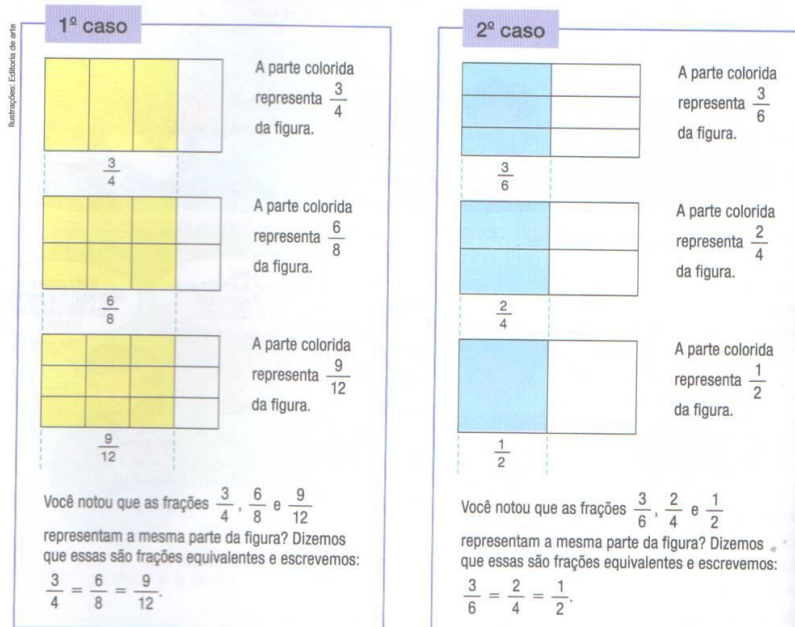 Ilustrações: Editoria de arte
1º caso
A parte colorida
representa 3/4
da figura.
3/4
A parte colorida
representa 6/8
da figura.
6/8
A parte colorida
representa 9/12
da figura.
9/12
Você notou que as frações 3/4, 6/8 e 9/12
representam a mesma parte da figura? Dizemos
que essas são frações equivalentes e escrevemos:
3/4 = 6/8 = 9/12.
2º caso
A parte colorida
representa 3/6
da figura.
3/6
A parte colorida
representa 2/4
da figura.
2/4
A parte colorida
representa 1/2
da figura.
1/2
Você notou que as frações 3/6, 2/4 e 1/2
representam a mesma parte da figura? Dizemos
que essas são frações equivalentes e escrevemos:
3/6 = 2/4 = 1/2.